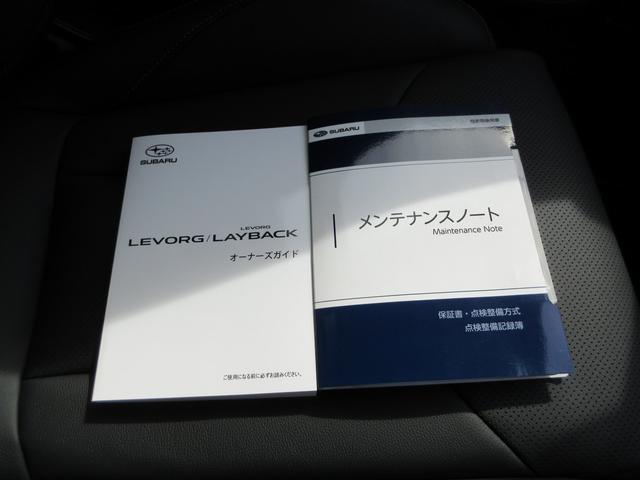 SUBARU
LEVORG
LEVORG/LAYBACK
オーナーズガイド
ご使用になる前に必ずお読みください。
SUBARU
メンテナンスノート
Maintenance Note
保証書・点検整備方式
点検整備記録簿